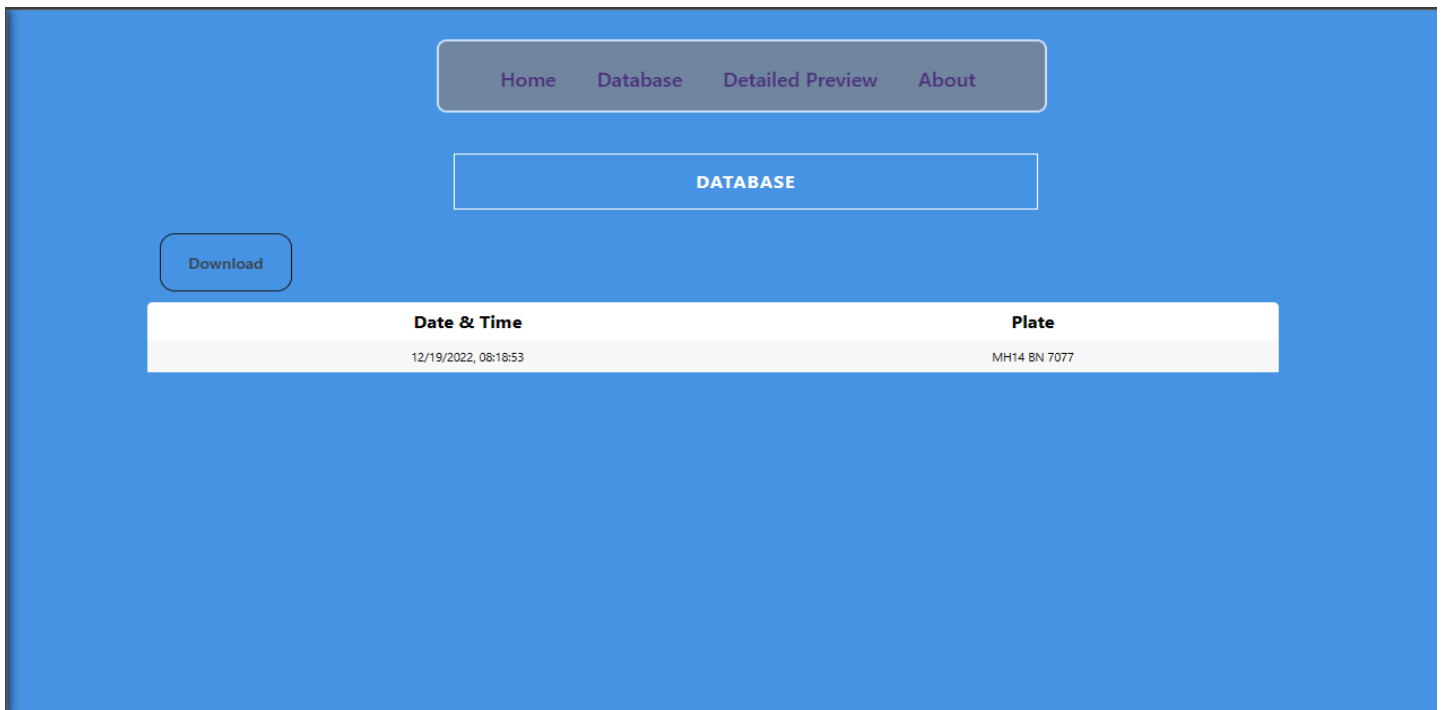 Home Database Detailed Preview About
DATABASE
Download
Date & Time Plate
12/19/2022, 08:18:53 MH14 BN 7077